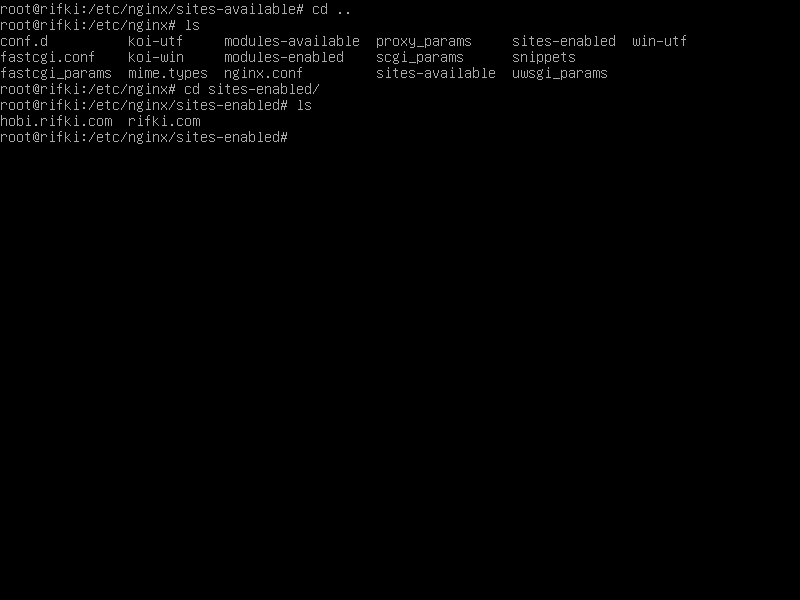 root@rifki:/etc/nginx/sites-available# cd ..
root@rifki:/etc/nginx# ls
conf.d          koi-utf     modules-available  proxy_params     sites-enabled  win-utf
fastcgi.conf    koi-win     modules-enabled    scgi_params      snippets
fastcgi_params  mime.types  nginx.conf         sites-available  uwsgi_params
root@rifki:/etc/nginx# cd sites-enabled/
root@rifki:/etc/nginx/sites-enabled# ls
hobi.rifki.com  rifki.com
root@rifki:/etc/nginx/sites-enabled#